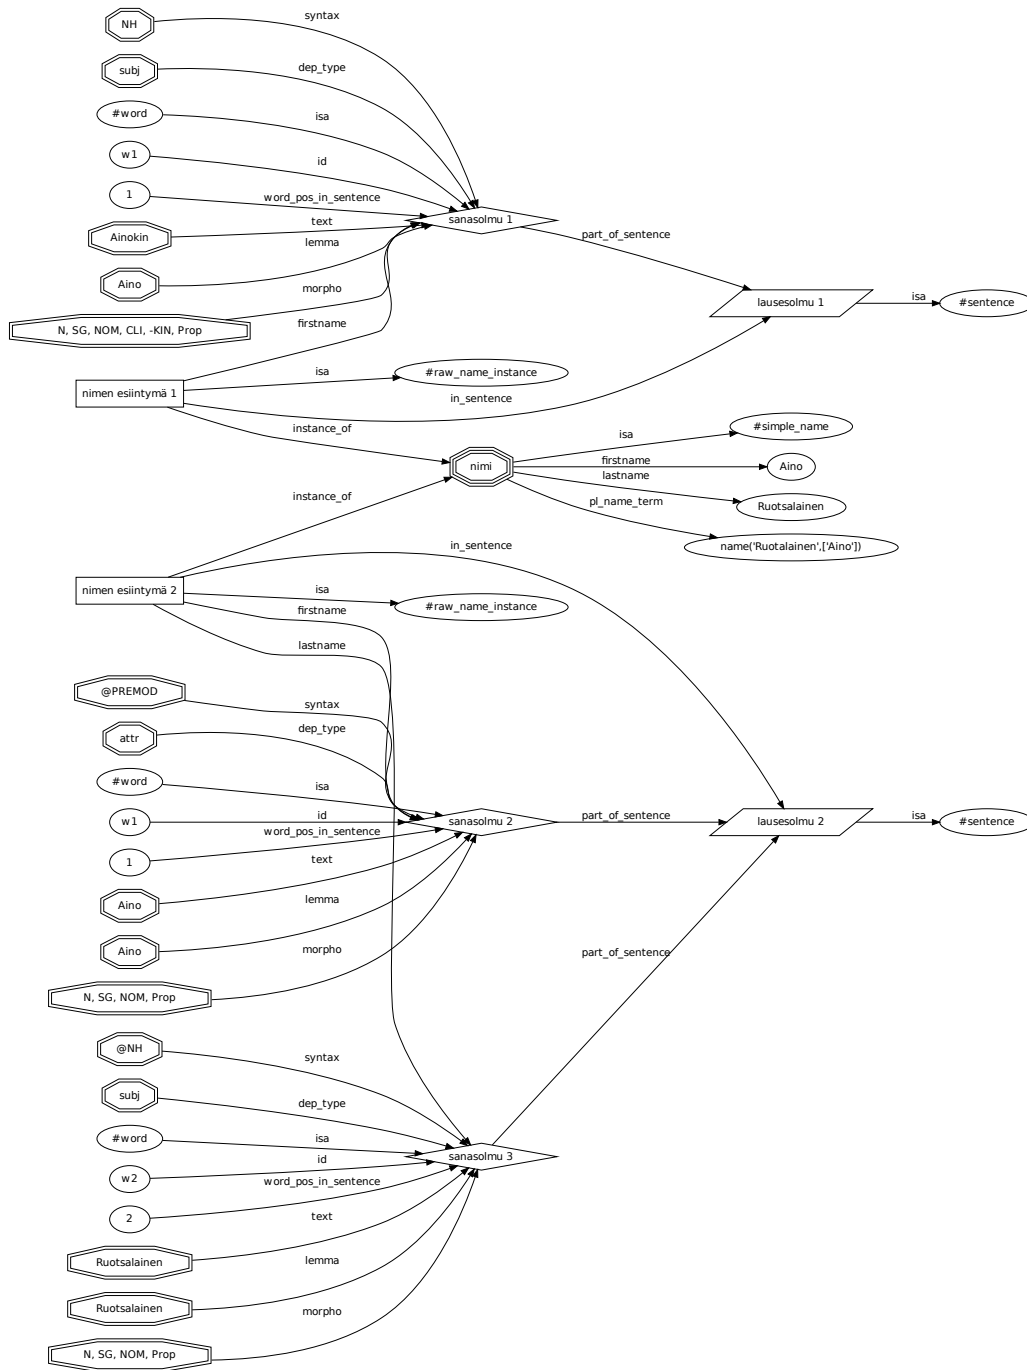 NH
syntax
subj
dep_type
#word
isa
w1
id
1
word_pos_in_sentence
Ainokin
text
sanasolmu 1
part_of_sentence
lemma
Aino
morpho
N, SG, NOM, CLI, -KIN, Prop
firstname
lausesolmu 1
isa
#sentence
isa
#raw_name_instance
nimen esiintymä 1
in_sentence
instance_of
isa
#simple_name
nimi
firstname
Aino
lastname
Ruotsalainen
pl_name_term
name('Ruotalainen',['Aino'])
instance_of
in_sentence
nimen esiintymä 2
isa
#raw_name_instance
firstname
lastname
@PREMOD
syntax
attr
dep_type
#word
isa
w1
id
sanasolmu 2
part_of_sentence
lausesolmu 2
isa
#sentence
word_pos_in_sentence
1
text
Aino
lemma
Aino
morpho
part_of_sentence
N, SG, NOM, Prop
@NH
syntax
subj
dep_type
#word
isa
sanasolmu 3
id
w2
word_pos_in_sentence
2
text
Ruotsalainen
lemma
Ruotsalainen
morpho
N, SG, NOM, Prop